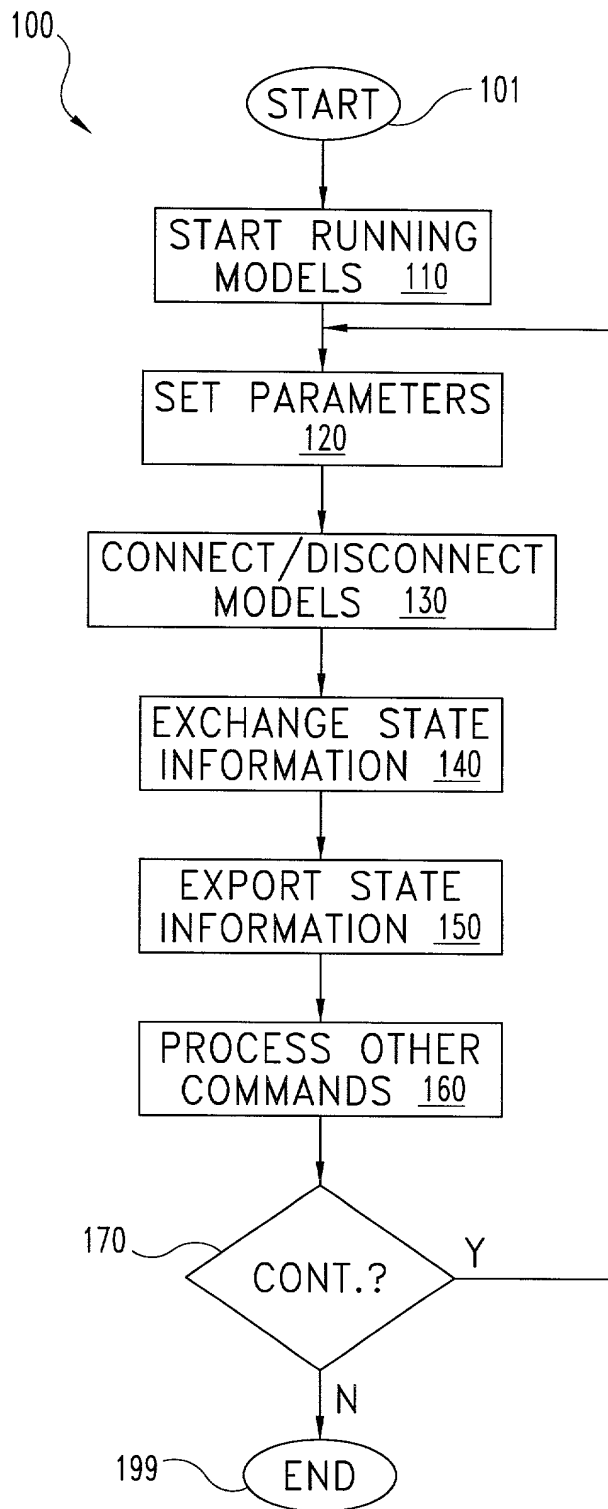 100
START
101
START RUNNING
MODELS 110
SET PARAMETERS
120
CONNECT/DISCONNECT
MODELS 130
EXCHANGE STATE
INFORMATION 140
EXPORT STATE
INFORMATION 150
PROCESS OTHER
COMMANDS 160
170
CONT.?
Y
N
199
END